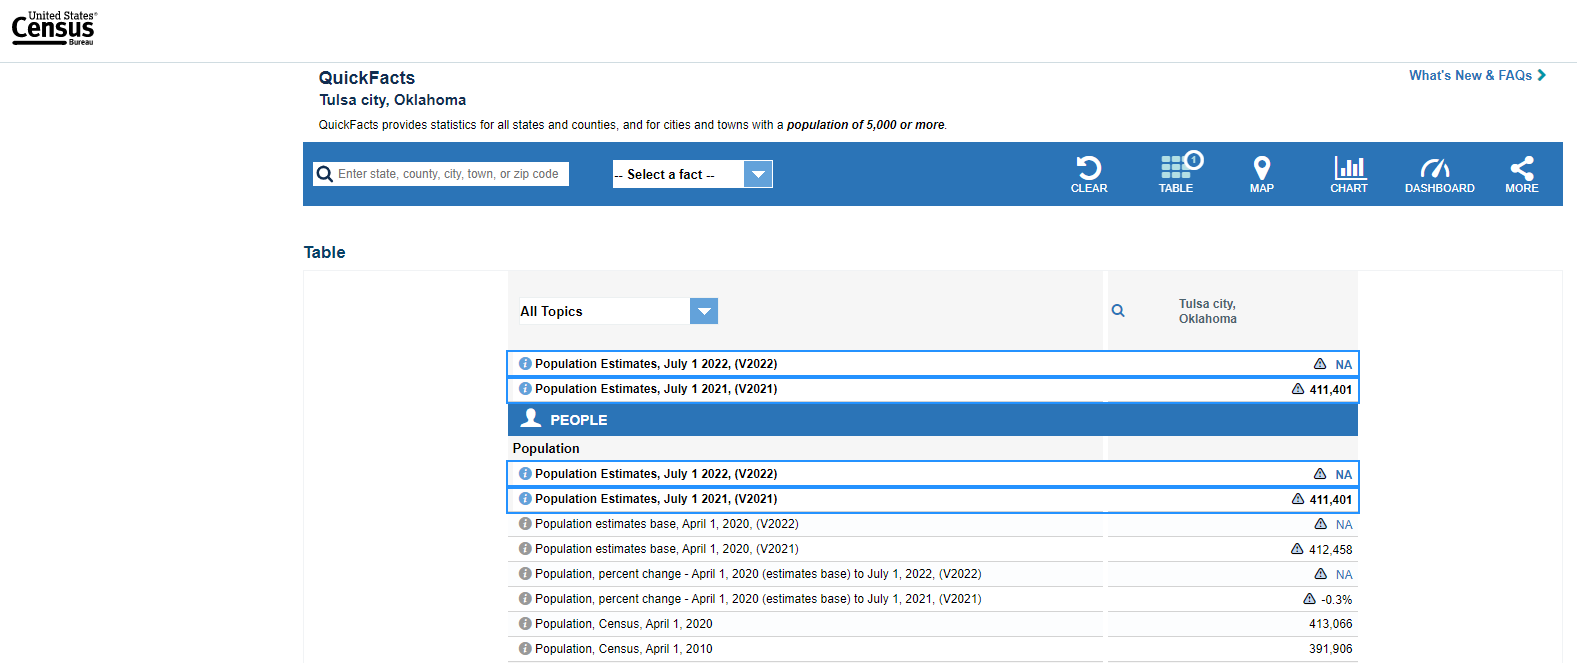 United States®
Census
Bureau
QuickFacts
What's New & FAQs
Tulsa city, Oklahoma
QuickFacts provides statistics for all states and counties, and for cities and towns with a population of 5,000 or more.
Enter state, county, city, town, or zip code
-- Select a fact --
CLEAR
1
TABLE
MAP
CHART
DASHBOARD
MORE
Table
All Topics
Tulsa city,
Oklahoma
Population Estimates, July 1 2022, (V2022) NA
Population Estimates, July 1 2021, (V2021) 411,401
PEOPLE
Population
Population Estimates, July 1 2022, (V2022) NA
Population Estimates, July 1 2021, (V2021) 411,401
Population estimates base, April 1, 2020, (V2022) NA
Population estimates base, April 1, 2020, (V2021) 412,458
Population, percent change - April 1, 2020 (estimates base) to July 1, 2022, (V2022) NA
Population, percent change - April 1, 2020 (estimates base) to July 1, 2021, (V2021) -0.3%
Population, Census, April 1, 2020 413,066
Population, Census, April 1, 2010 391,906